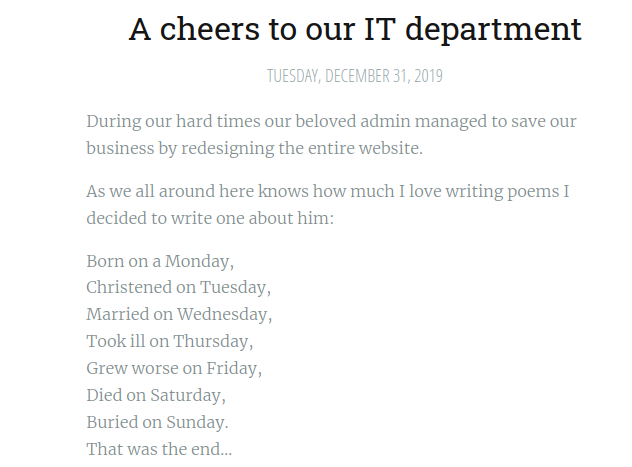 A cheers to our IT department
TUESDAY, DECEMBER 31, 2019
During our hard times our beloved admin managed to save our
business by redesigning the entire website.
As we all around here knows how much I love writing poems I
decided to write one about him:
Born on a Monday,
Christened on Tuesday,
Married on Wednesday,
Took ill on Thursday,
Grew worse on Friday,
Died on Saturday,
Buried on Sunday.
That was the end...